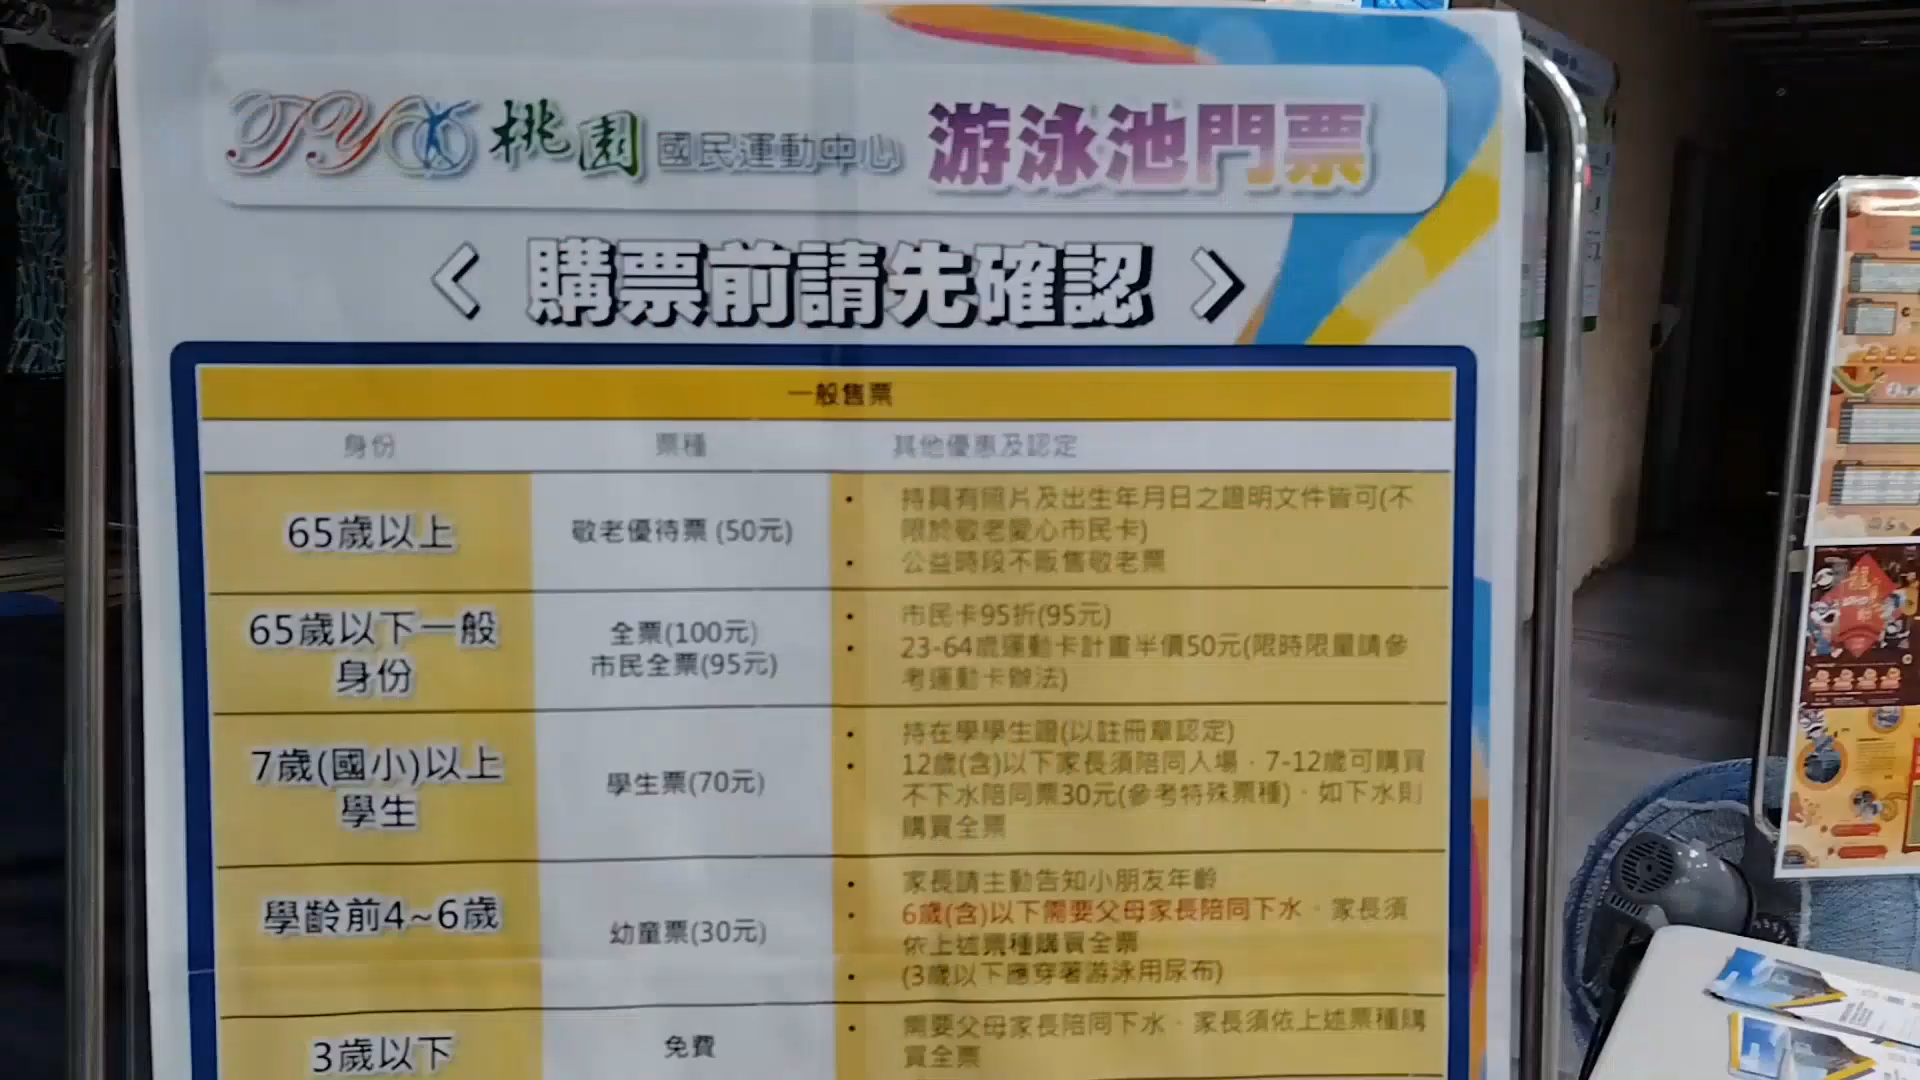 TYC 桃園 國民運動中心 游泳池門票
< 購票前請先確認 >
一般售票
身份 票種 其他優惠及認定
65歲以上 敬老優待票 (50元)
• 持具有照片及出生年月日之證明文件皆可(不
限於敬老愛心市民卡)
• 公益時段不販售敬老票
65歲以下一般
身份
全票(100元)
市民全票(95元)
• 市民卡95折(95元)
• 23-64歲運動卡計畫半價50元(限時限量請參
考運動卡辦法)
7歲(國小)以上
學生
學生票(70元)
• 持在學學生證(以註冊章認定)
• 12歲(含)以下家長須陪同入場，7-12歲可購買
不下水陪同票30元(參考特殊票種)，如下水則
購買全票
學齡前4~6歲
幼童票(30元)
• 家長請主動告知小朋友年齡
• 6歲(含)以下需要父母家長陪同下水，家長須
依上述票種購買全票
• (3歲以下應穿著游泳用尿布)
3歲以下
免費
• 需要父母家長陪同下水，家長須依上述票種購
買全票